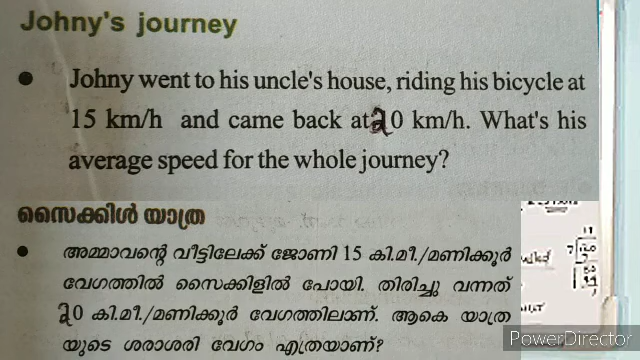 Johny's journey
Johny went to his uncle's house, riding his bicycle at
15 km/h and came back at 20 km/h. What's his
average speed for the whole journey?
സൈക്കിൾ യാത്ര
അമ്മാവന്റെ വീട്ടിലേക്ക് ജോണി 15 കി.മീ./മണിക്കൂർ
വേഗത്തിൽ സൈക്കിളിൽ പോയി. തിരിച്ചു വന്നത്
20 കി.മീ./മണിക്കൂർ വേഗത്തിലാണ്. ആകെ യാത്ര
യുടെ ശരാശരി വേഗം എത്രയാണ്?
PowerDirector